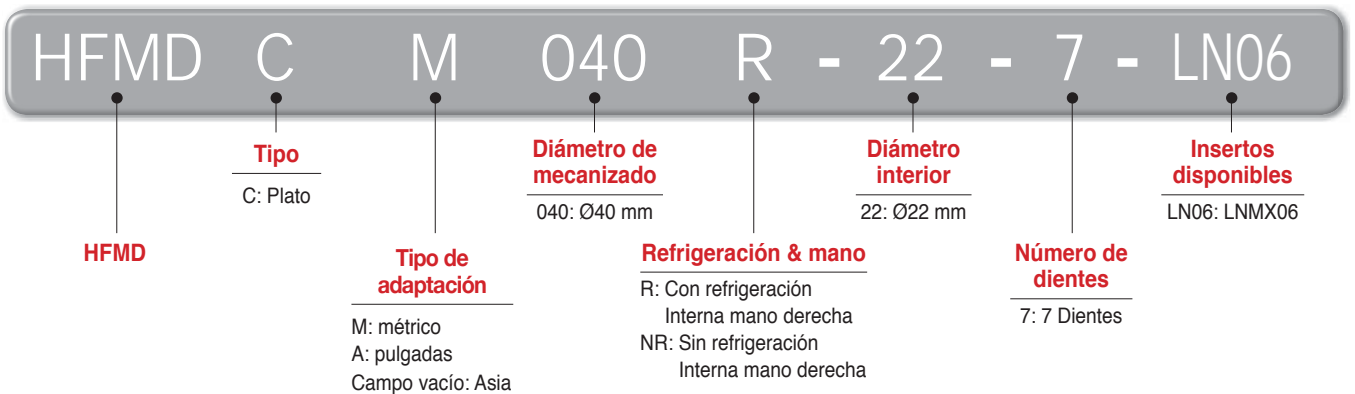 HFMD C M 040 R - 22 - 7 - LN06
Tipo
C: Plato
Diámetro de
mecanizado
040: Ø40 mm
Diámetro
interior
22: Ø22 mm
Insertos
disponibles
LN06: LNMX06
HFMD
Tipo de
adaptación
M: métrico
A: pulgadas
Campo vacío: Asia
Refrigeración & mano
R: Con refrigeración
Interna mano derecha
NR: Sin refrigeración
Interna mano derecha
Número de
dientes
7: 7 Dientes